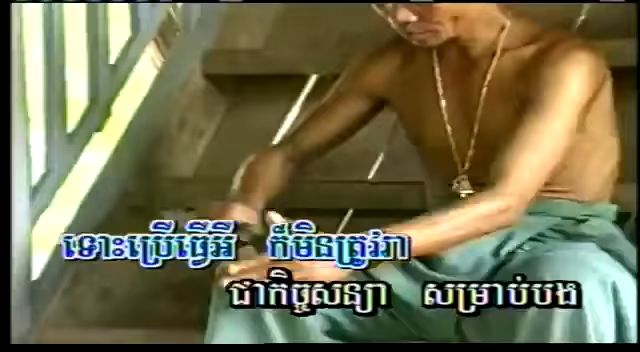 ទោះប្រើធ្វើអី ក៏មិនត្រូវរ៉ា
ជាកិច្ចសន្យា សម្រាប់បង